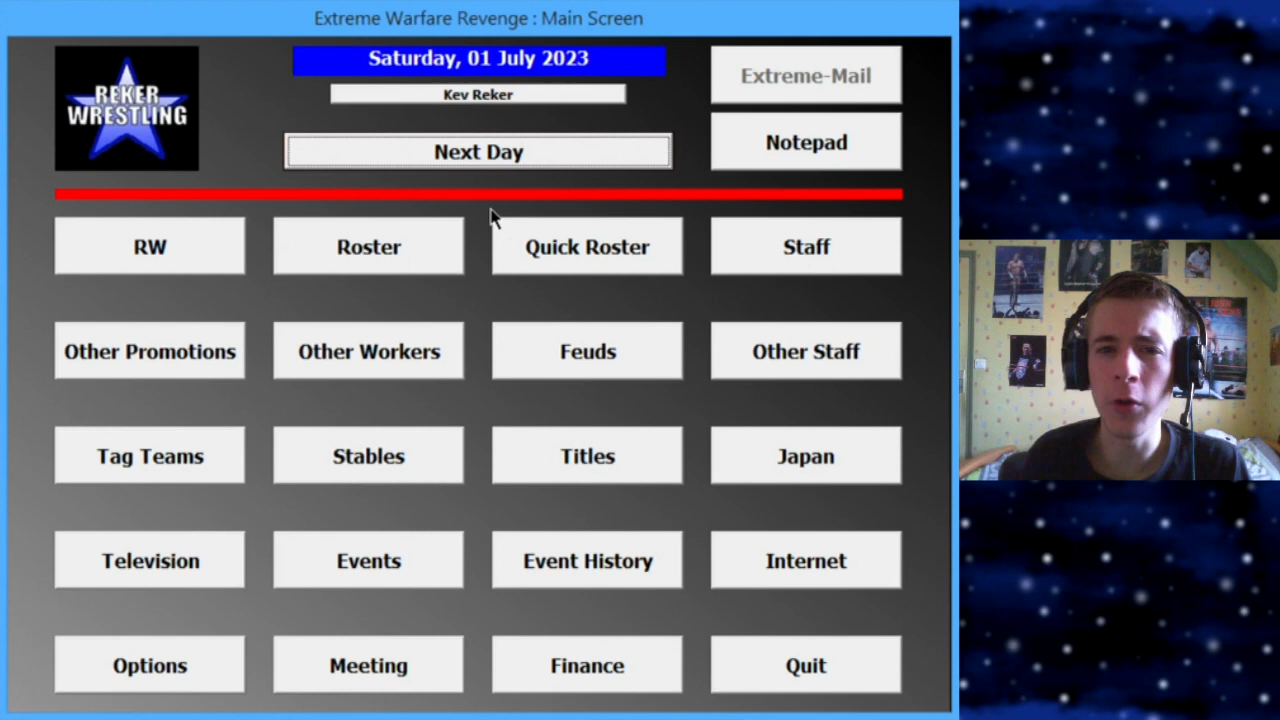 Extreme Warfare Revenge : Main Screen
REKER
WRESTLING
Saturday, 01 July 2023
Kev Reker
Next Day
Extreme-Mail
Notepad
RW
Roster
Quick Roster
Staff
Other Promotions
Other Workers
Feuds
Other Staff
Tag Teams
Stables
Titles
Japan
Television
Events
Event History
Internet
Options
Meeting
Finance
Quit